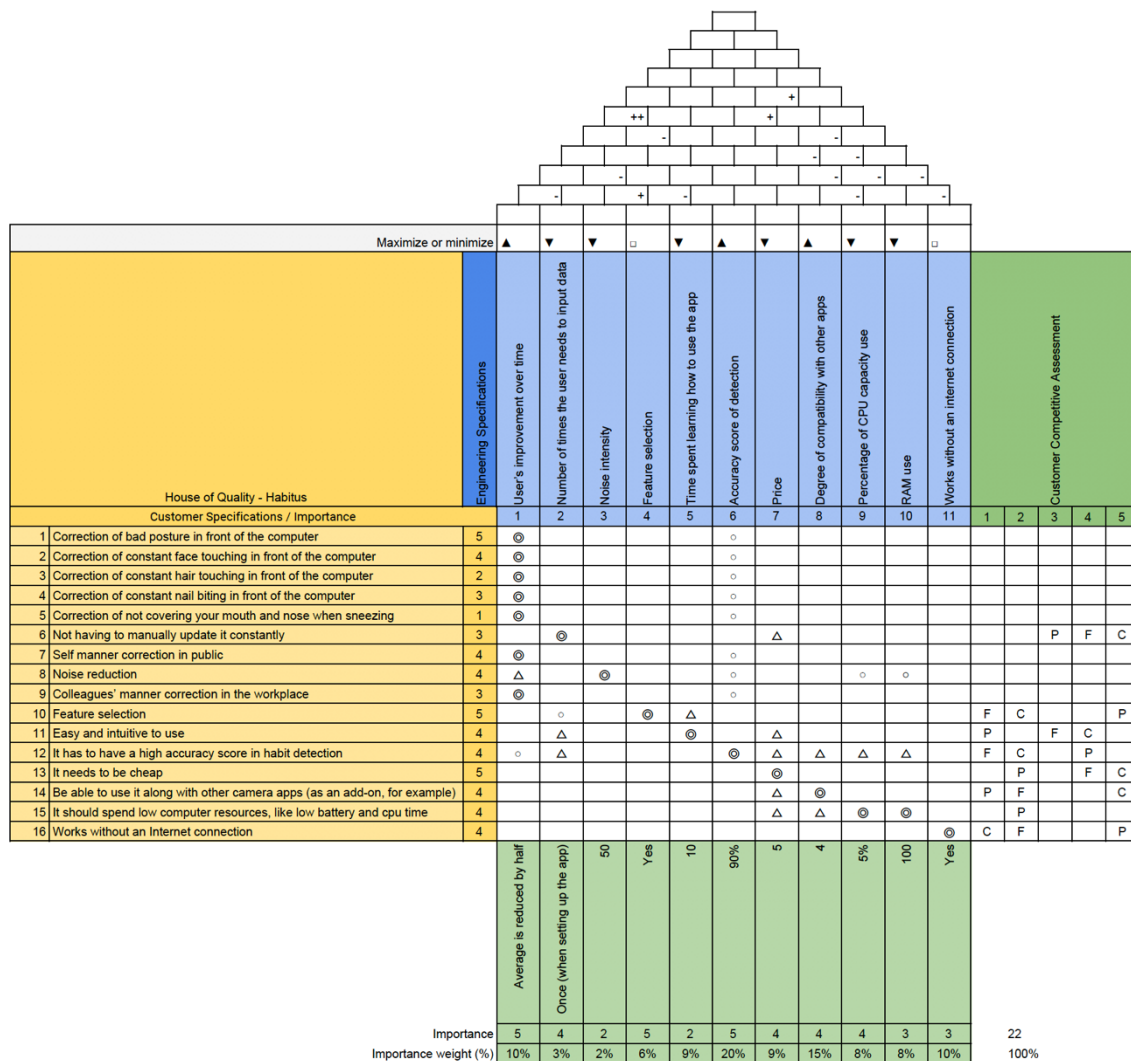 +
++ +
- -
- -
- - - -
- + - - -
Maximize or minimize ▲ ▼ ▼ □ ▼ ▲ ▼ ▲ ▼ ▼ □
House of Quality - Habitus
Engineering Specifications
User's improvement over time
Number of times the user needs to input data
Noise intensity
Feature selection
Time spent learning how to use the app
Accuracy score of detection
Price
Degree of compatibility with other apps
Percentage of CPU capacity use
RAM use
Works without an internet connection
Customer Competitive Assessment
Customer Specifications / Importance 1 2 3 4 5 6 7 8 9 10 11 1 2 3 4 5
1 Correction of bad posture in front of the computer 5 ◎ ○
2 Correction of constant face touching in front of the computer 4 ◎ ○
3 Correction of constant hair touching in front of the computer 2 ◎ ○
4 Correction of constant nail biting in front of the computer 3 ◎ ○
5 Correction of not covering your mouth and nose when sneezing 1 ◎ ○
6 Not having to manually update it constantly 3 ◎ △ P F C
7 Self manner correction in public 4 ◎ ○
8 Noise reduction 4 △ ◎ ○ ○ ○
9 Colleagues' manner correction in the workplace 3 ◎ ○
10 Feature selection 5 ○ ◎ △ F C P
11 Easy and intuitive to use 4 △ ◎ △ P F C
12 It has to have a high accuracy score in habit detection 4 ○ △ ◎ △ △ △ △ F C P
13 It needs to be cheap 5 ◎ P F C
14 Be able to use it along with other camera apps (as an add-on, for example) 4 △ ◎ P F C
15 It should spend low computer resources, like low battery and cpu time 4 △ △ ◎ ◎ P
16 Works without an Internet connection 4 ◎ C F P
Average is reduced by half
Once (when setting up the app)
50
Yes
10
90%
5
4
5%
100
Yes
Importance 5 4 2 5 2 5 4 4 4 3 3 22
Importance weight (%) 10% 3% 2% 6% 9% 20% 9% 15% 8% 8% 10% 100%